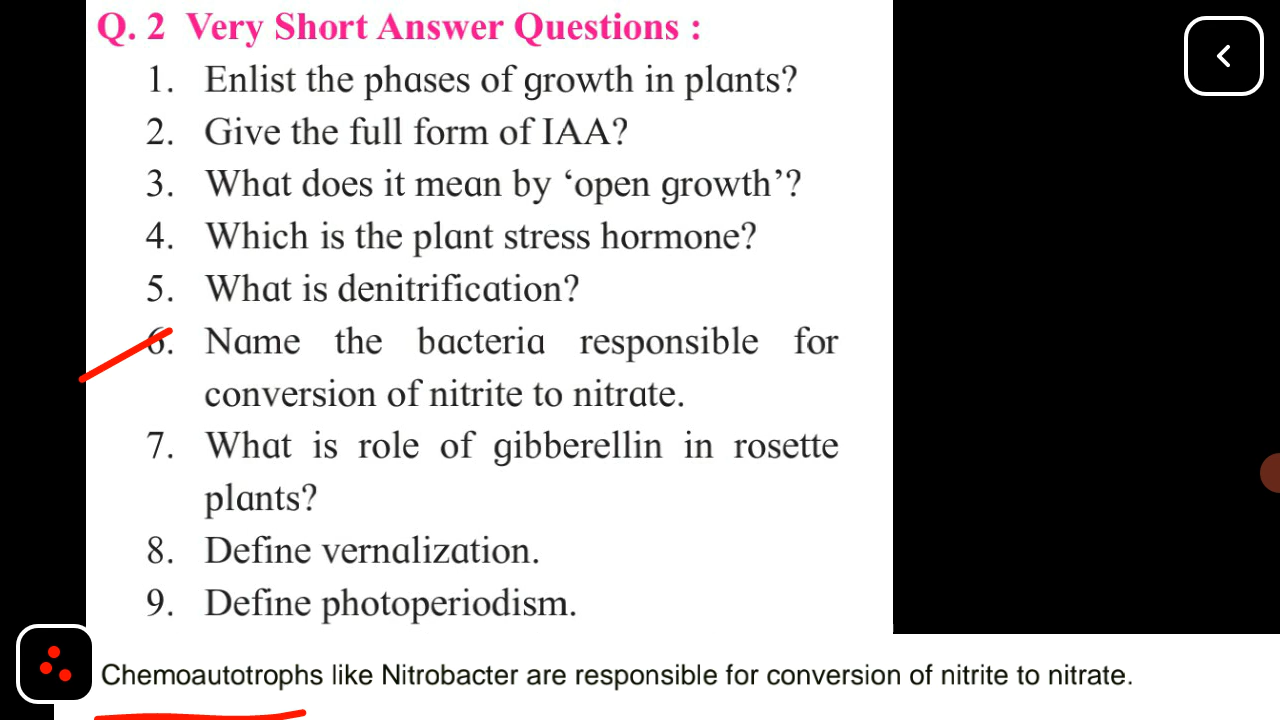 Q. 2 Very Short Answer Questions :
1. Enlist the phases of growth in plants?
2. Give the full form of IAA?
3. What does it mean by ‘open growth’?
4. Which is the plant stress hormone?
5. What is denitrification?
6. Name the bacteria responsible for
conversion of nitrite to nitrate.
7. What is role of gibberellin in rosette
plants?
8. Define vernalization.
9. Define photoperiodism.
Chemoautotrophs like Nitrobacter are responsible for conversion of nitrite to nitrate.